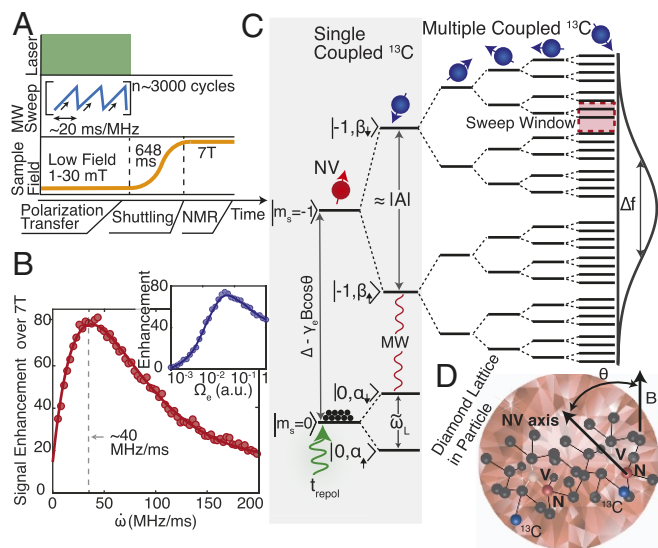 A
Laser
MW
Sweep
n~3000 cycles
~20 ms/MHz
Sample
Field
Low Field
1-30 mT
648
ms
7T
Polarization
Transfer
Shuttling
NMR
Time
B
Signal Enhancement over 7T
80
60
40
20
0
0
50
100
150
200
ω̇(MHz/ms)
~40
MHz/ms
Enhancement
80
40
0
10⁻³
10⁻²
10⁻¹
1
Ωₑ (a.u.)
C
Single
Coupled ¹³C
Multiple Coupled ¹³C
|-1,β↓⟩
NV
|mₛ=-1⟩
≈ |A|
|-1,β↑⟩
Δ - γₑBcosθ
MW
|0,α↓⟩
|mₛ=0⟩
ω̃L
|0,α↑⟩
t repol
Sweep Window
Δf
D
Diamond Lattice
in Particle
θ
B
NV axis
V
N
V
N
¹³C
¹³C